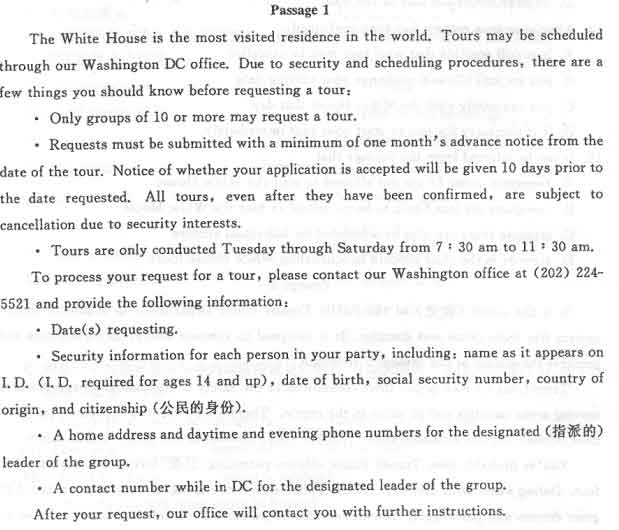 Passage 1
The White House is the most visited residence in the world. Tours may be scheduled
through our Washington DC office. Due to security and scheduling procedures, there are a
few things you should know before requesting a tour:
· Only groups of 10 or more may request a tour.
· Requests must be submitted with a minimum of one month's advance notice from the
date of the tour. Notice of whether your application is accepted will be given 10 days prior to
the date requested. All tours, even after they have been confirmed, are subject to
cancellation due to security interests.
· Tours are only conducted Tuesday through Saturday from 7:30 am to 11:30 am.
To process your request for a tour, please contact our Washington office at (202) 224-
5521 and provide the following information:
· Date(s) requesting.
· Security information for each person in your party, including: name as it appears on
I.D. (I.D. required for ages 14 and up), date of birth, social security number, country of
origin, and citizenship (公民的身份).
· A home address and daytime and evening phone numbers for the designated (指派的)
leader of the group.
· A contact number while in DC for the designated leader of the group.
After your request, our office will contact you with further instructions.